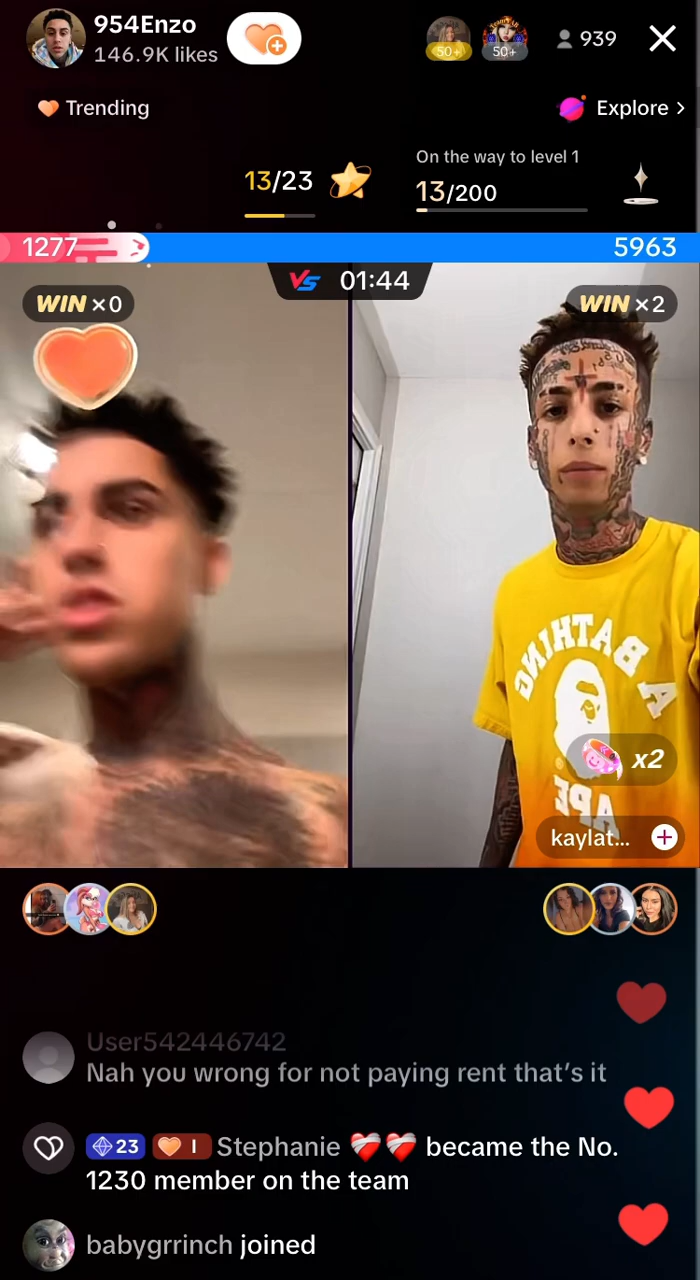 954Enzo
146.9K likes
50+
50+
939
Trending
Explore >
13/23
On the way to level 1
13/200
1277
5963
VS 01:44
WIN ×0
WIN ×2
A BATHING
APE
x2
kaylat...
User542446742
Nah you wrong for not paying rent that’s it
23 I Stephanie ❤️‍🩹❤️‍🩹 became the No.
1230 member on the team
babygrrinch joined